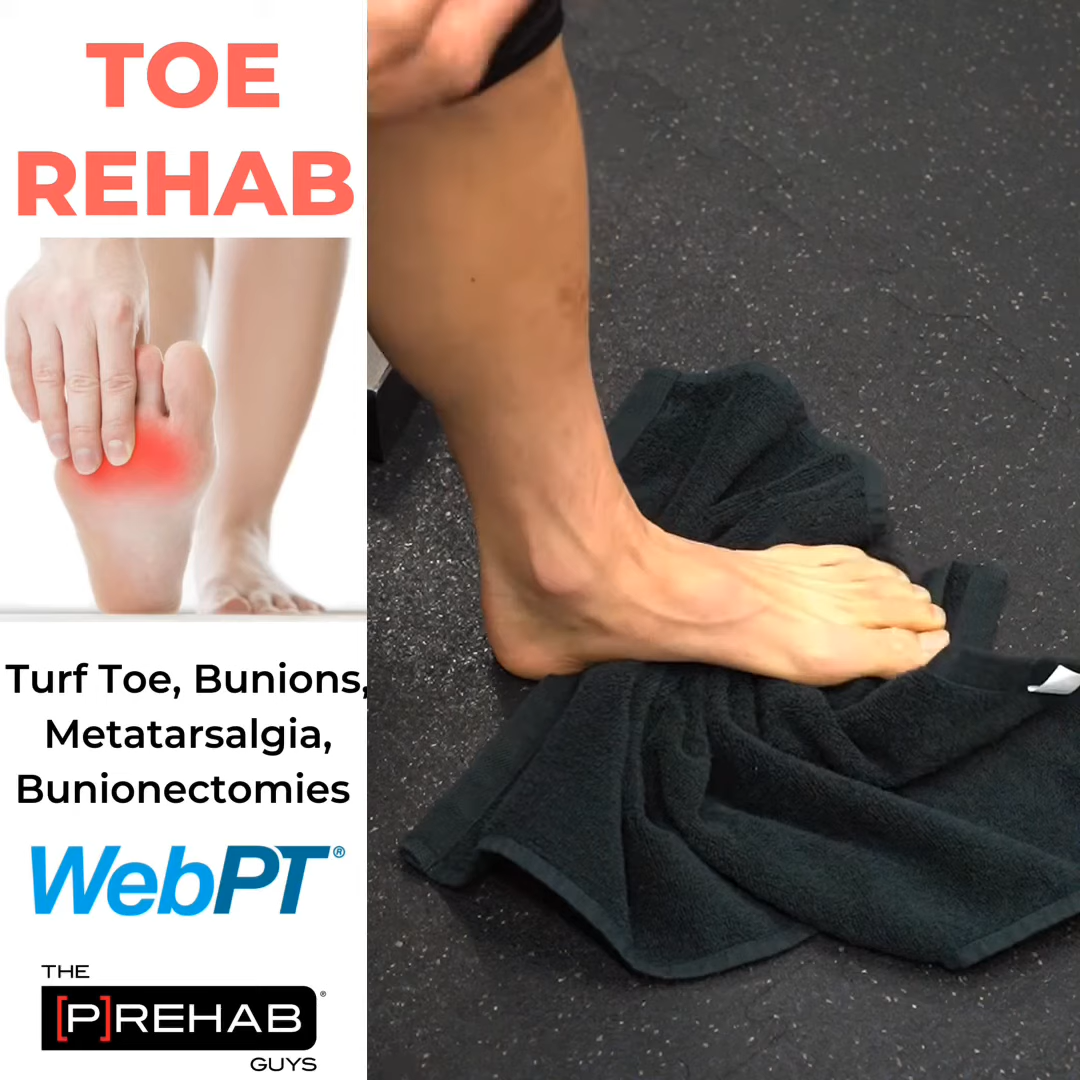 TOE
REHAB
Turf Toe, Bunions,
Metatarsalgia,
Bunionectomies
WebPT®
THE
[P]REHAB®
GUYS